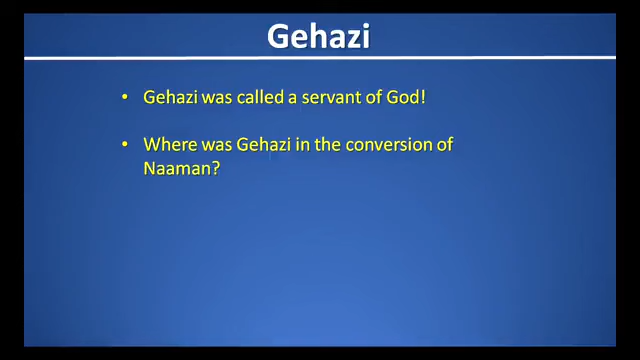 Gehazi
• Gehazi was called a servant of God!
• Where was Gehazi in the conversion of
Naaman?